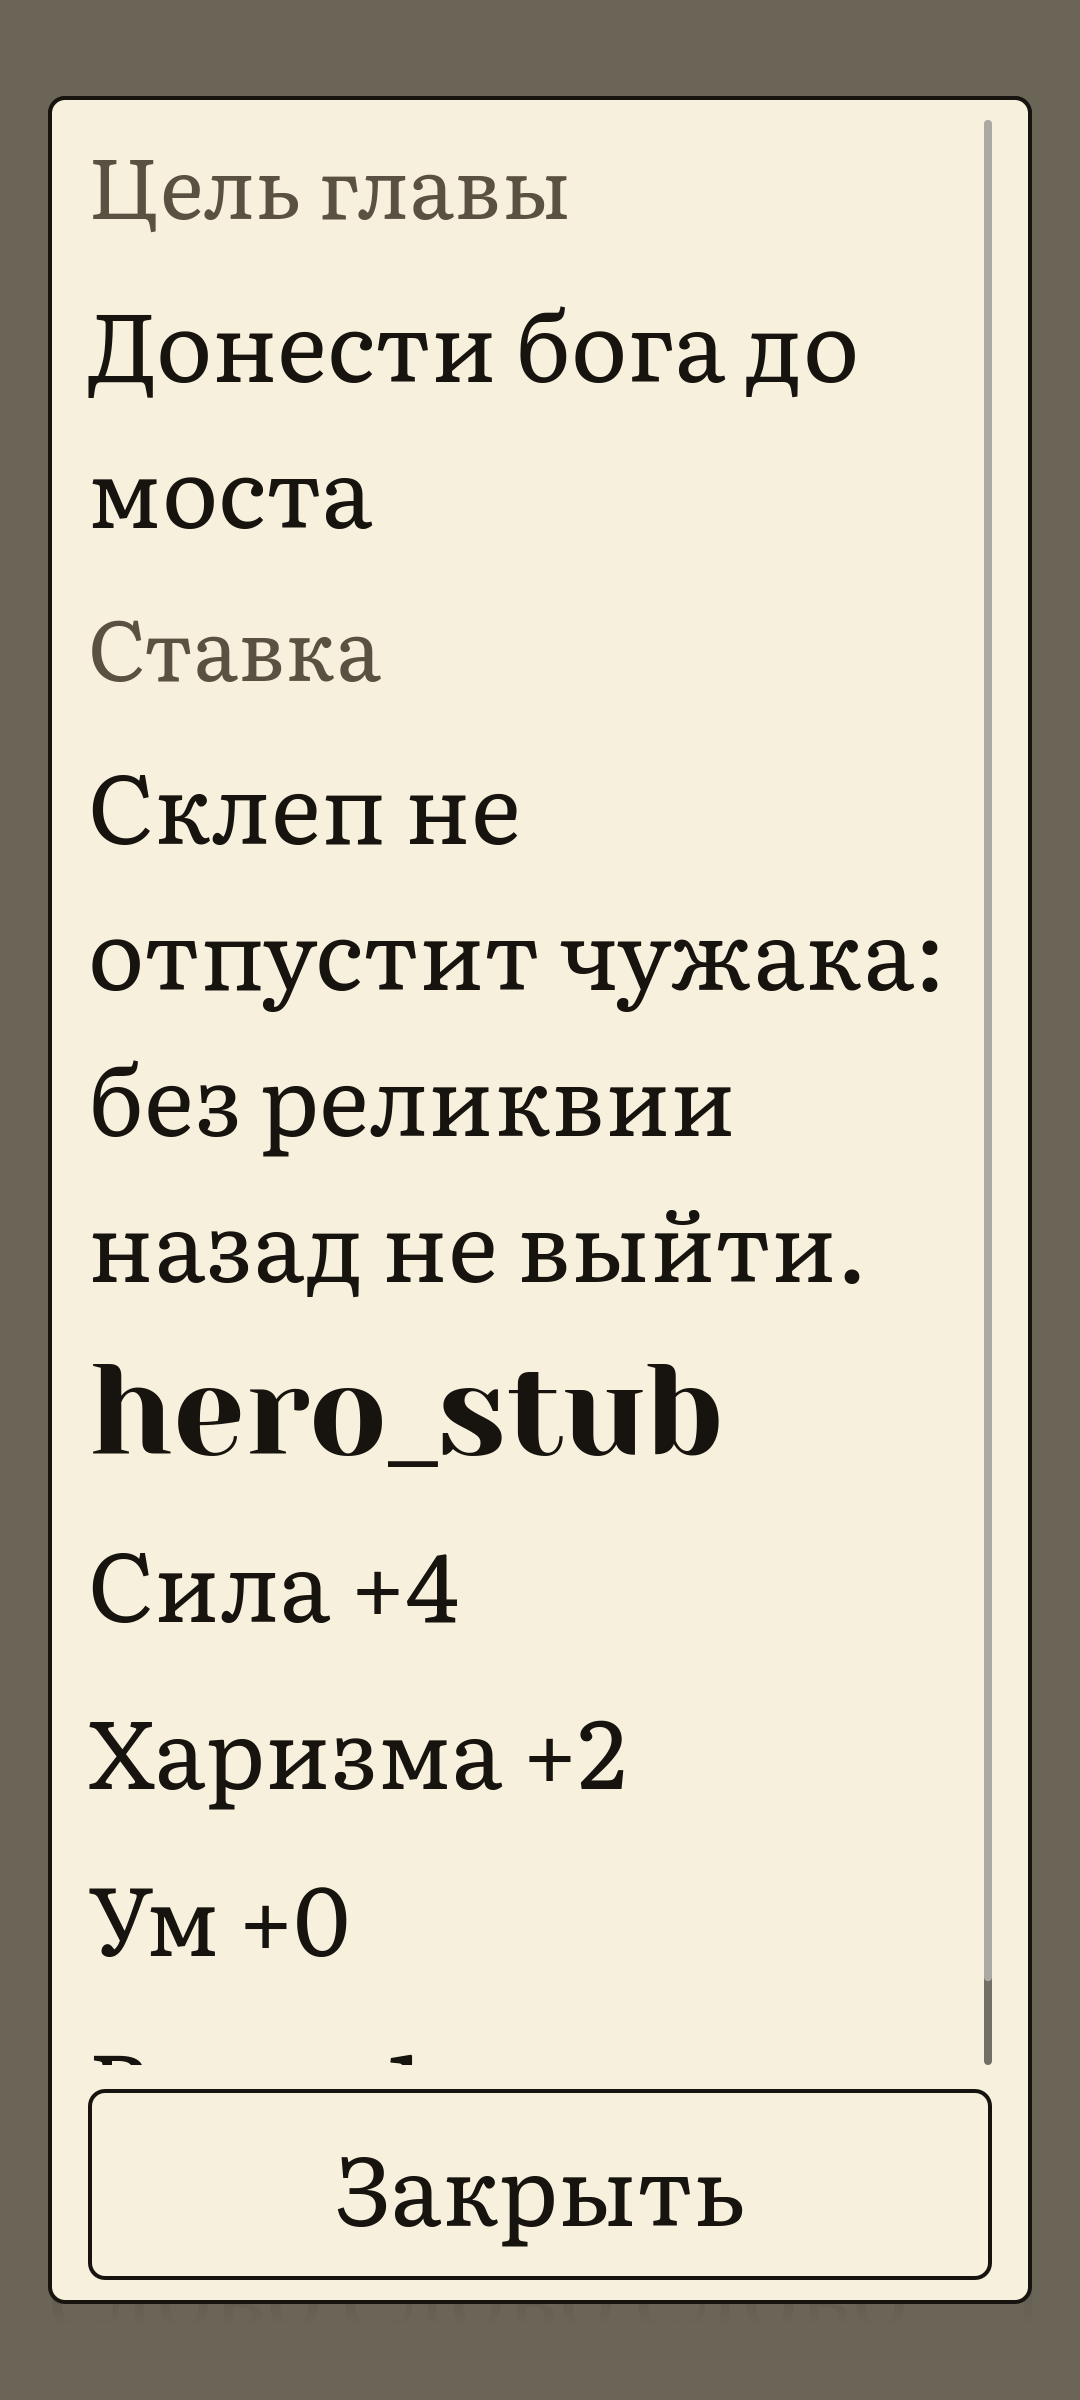 Цель главы
Донести бога до
моста
Ставка
Склеп не
отпустит чужака:
без реликвии
назад не выйти.
hero_stub
Сила +4
Харизма +2
Ум +0
Закрыть